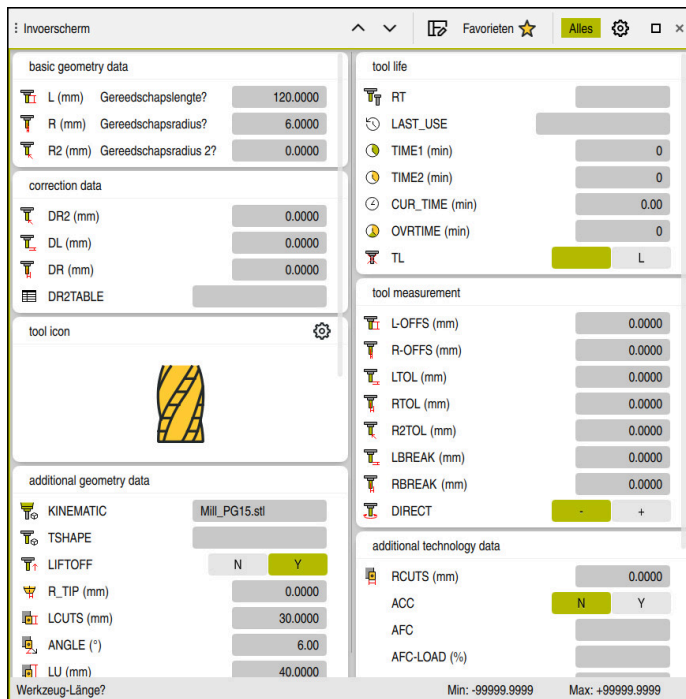 Invoerscherm
Favorieten
Alles
basic geometry data
L (mm) Gereedschapslengte? 120.0000
R (mm) Gereedschapsradius? 6.0000
R2 (mm) Gereedschapsradius 2? 0.0000
correction data
DR2 (mm) 0.0000
DL (mm) 0.0000
DR (mm) 0.0000
DR2TABLE
tool icon
additional geometry data
KINEMATIC Mill_PG15.stl
TSHAPE
LIFTOFF N Y
R_TIP (mm) 0.0000
LCUTS (mm) 30.0000
ANGLE (°) 6.00
LU (mm) 40.0000
tool life
RT
LAST_USE
TIME1 (min) 0
TIME2 (min) 0
CUR_TIME (min) 0.00
OVRTIME (min) 0
TL L
tool measurement
L-OFFS (mm) 0.0000
R-OFFS (mm) 0.0000
LTOL (mm) 0.0000
RTOL (mm) 0.0000
R2TOL (mm) 0.0000
LBREAK (mm) 0.0000
RBREAK (mm) 0.0000
DIRECT - +
additional technology data
RCUTS (mm) 0.0000
ACC N Y
AFC
AFC-LOAD (%)
Werkzeug-Länge? Min: -99999.9999 Max: +99999.9999